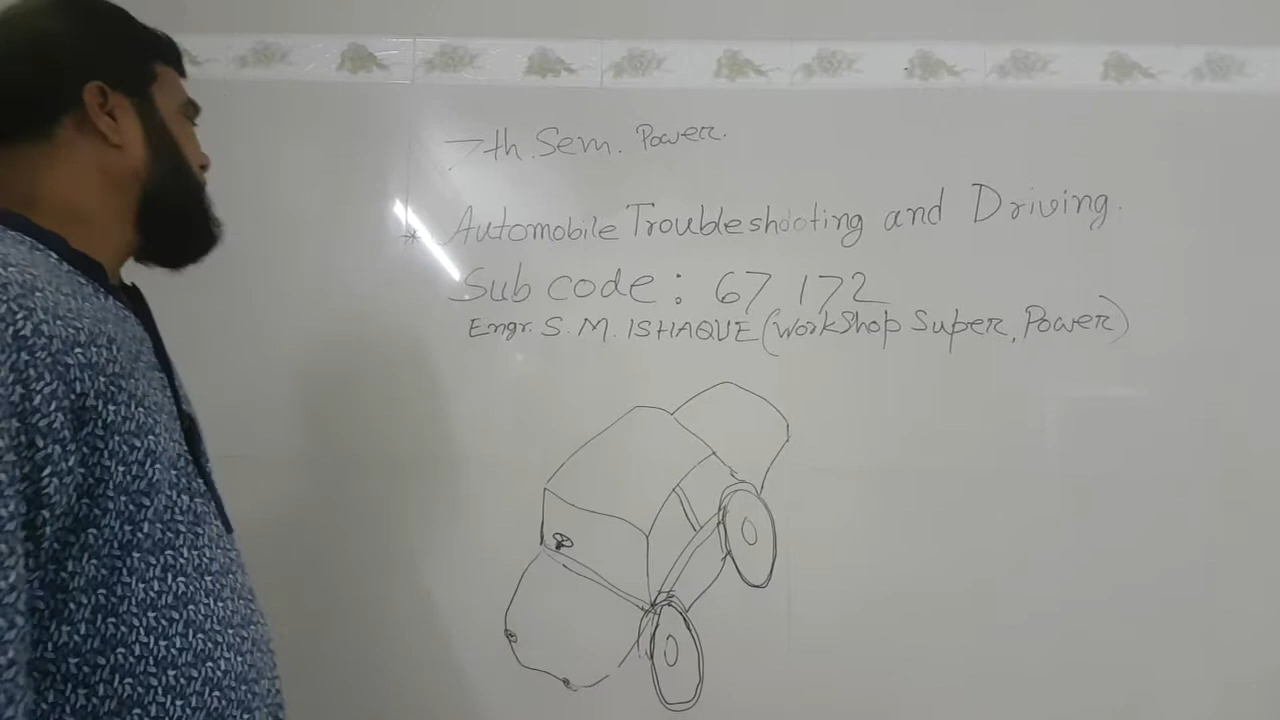 7th. Sem. Power.
* Automobile Troubleshooting and Driving.
Sub code: 67172
Engr. S. M. ISHAQUE (Workshop Super, Power)